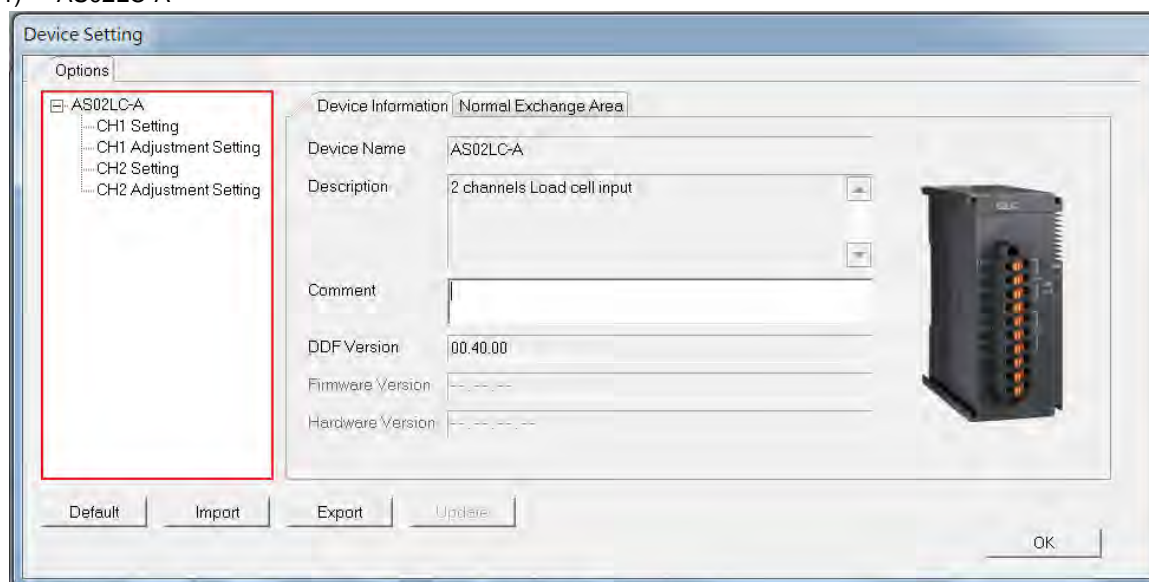 AS02LC-A
Device Setting
Options
AS02LC-A
CH1 Setting
CH1 Adjustment Setting
CH2 Setting
CH2 Adjustment Setting
Device Information Normal Exchange Area
Device Name AS02LC-A
Description 2 channels Load cell input
Comment
DDF Version 00.40.00
Firmware Version --.--.--
Hardware Version --.--.--.--
Default Import Export Update
OK